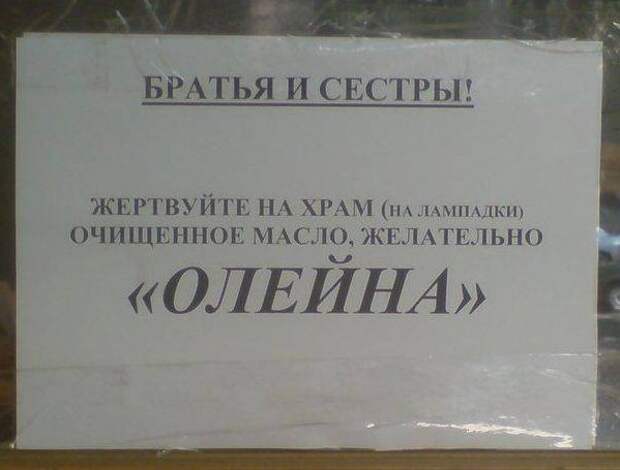 БРАТЬЯ И СЕСТРЫ!
ЖЕРТВУЙТЕ НА ХРАМ (НА ЛАМПАДКИ)
ОЧИЩЕННОЕ МАСЛО, ЖЕЛАТЕЛЬНО
«ОЛЕЙНА»